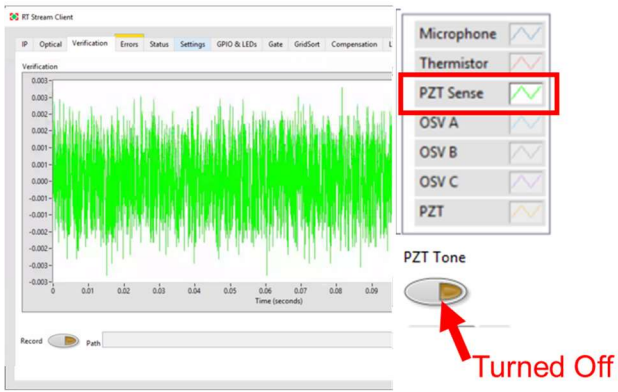 RT Stream Client
IP Optical Verification Errors Status Settings GPIO & LEDs Gate GridSort Compensation L
Verification
0.003
0.003
0.002
0.002
0.001
0.001
0.000
-0.001
-0.001
-0.002
-0.002
-0.003
-0.003
0 0.01 0.02 0.03 0.04 0.05 0.06 0.07 0.08 0.09
Time (seconds)
Record Path
Microphone
Thermistor
PZT Sense
OSV A
OSV B
OSV C
PZT
PZT Tone
Turned Off